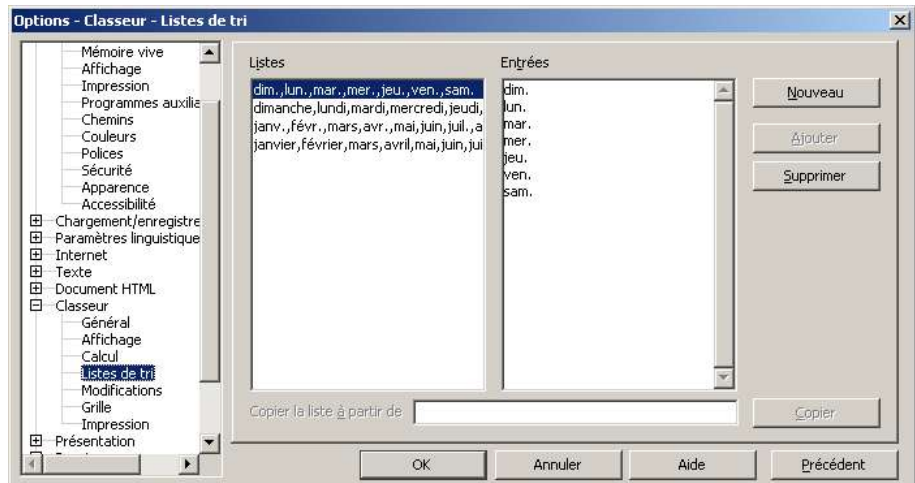 Options - Classeur - Listes de tri
Mémoire vive
Affichage
Impression
Programmes auxilia
Chemins
Couleurs
Polices
Sécurité
Apparence
Accessibilité
Chargement/enregistre
Paramètres linguistique
Internet
Texte
Document HTML
Classeur
Général
Affichage
Calcul
Listes de tri
Modifications
Grille
Impression
Présentation
Listes
dim.,lun.,mar.,mer.,jeu.,ven.,sam.
dimanche,lundi,mardi,mercredi,jeudi,
janv.,févr.,mars,avr.,mai,juin,juil.,a
janvier,février,mars,avril,mai,juin,jui
Entrées
dim.
lun.
mar.
mer.
jeu.
ven.
sam.
Nouveau
Ajouter
Supprimer
Copier la liste à partir de
Copier
OK
Annuler
Aide
Précédent